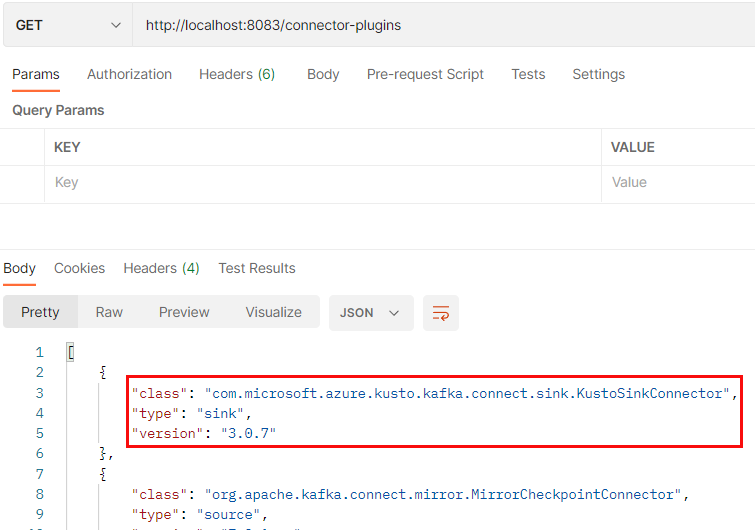 GET http://localhost:8083/connector-plugins
Params Authorization Headers (6) Body Pre-request Script Tests Settings
Query Params
KEY VALUE
Key Value
Body Cookies Headers (4) Test Results
Pretty Raw Preview Visualize JSON
1 [
2 {
3 "class": "com.microsoft.azure.kusto.kafka.connect.sink.KustoSinkConnector",
4 "type": "sink",
5 "version": "3.0.7"
6 },
7 {
8 "class": "org.apache.kafka.connect.mirror.MirrorCheckpointConnector",
9 "type": "source",